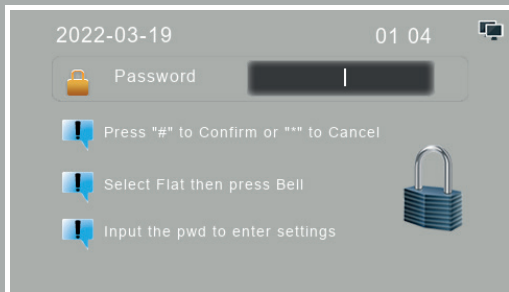 2022-03-19 01 04
Password
Press "#" to Confirm or "*" to Cancel
Select Flat then press Bell
Input the pwd to enter settings